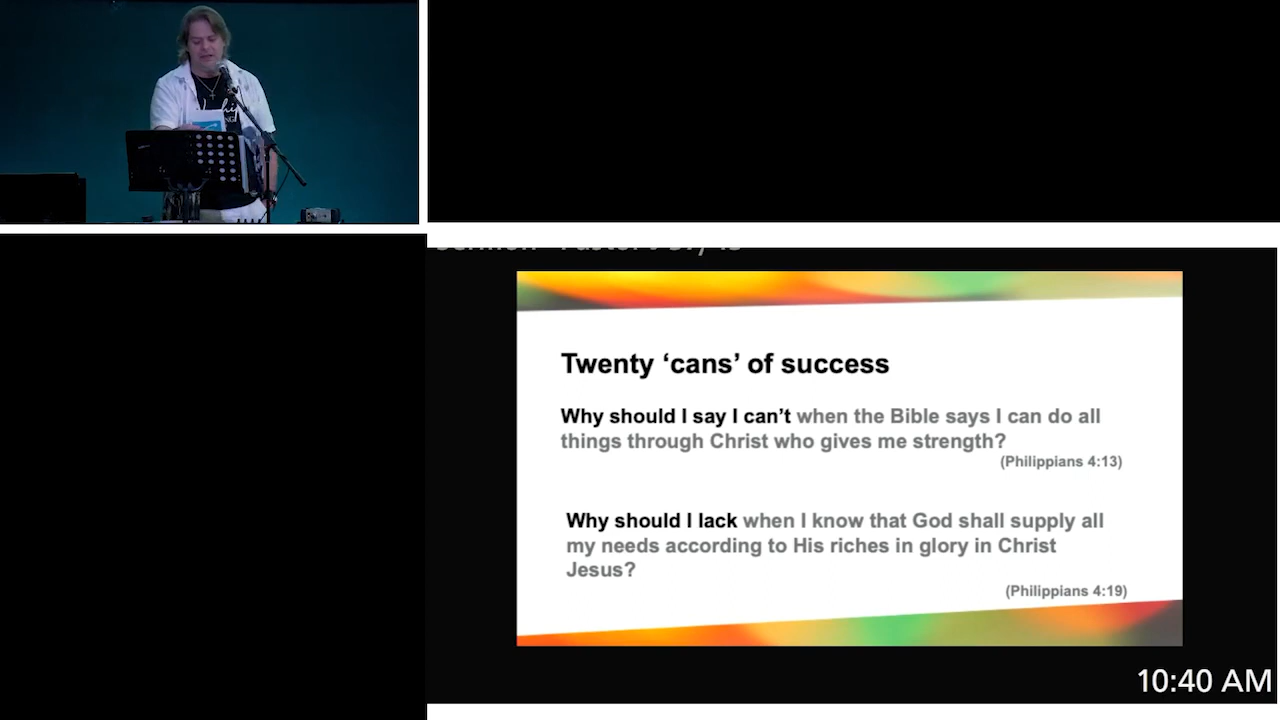 Twenty ‘cans’ of success
Why should I say I can’t when the Bible says I can do all
things through Christ who gives me strength?
(Philippians 4:13)
Why should I lack when I know that God shall supply all
my needs according to His riches in glory in Christ
Jesus?
(Philippians 4:19)
10:40 AM